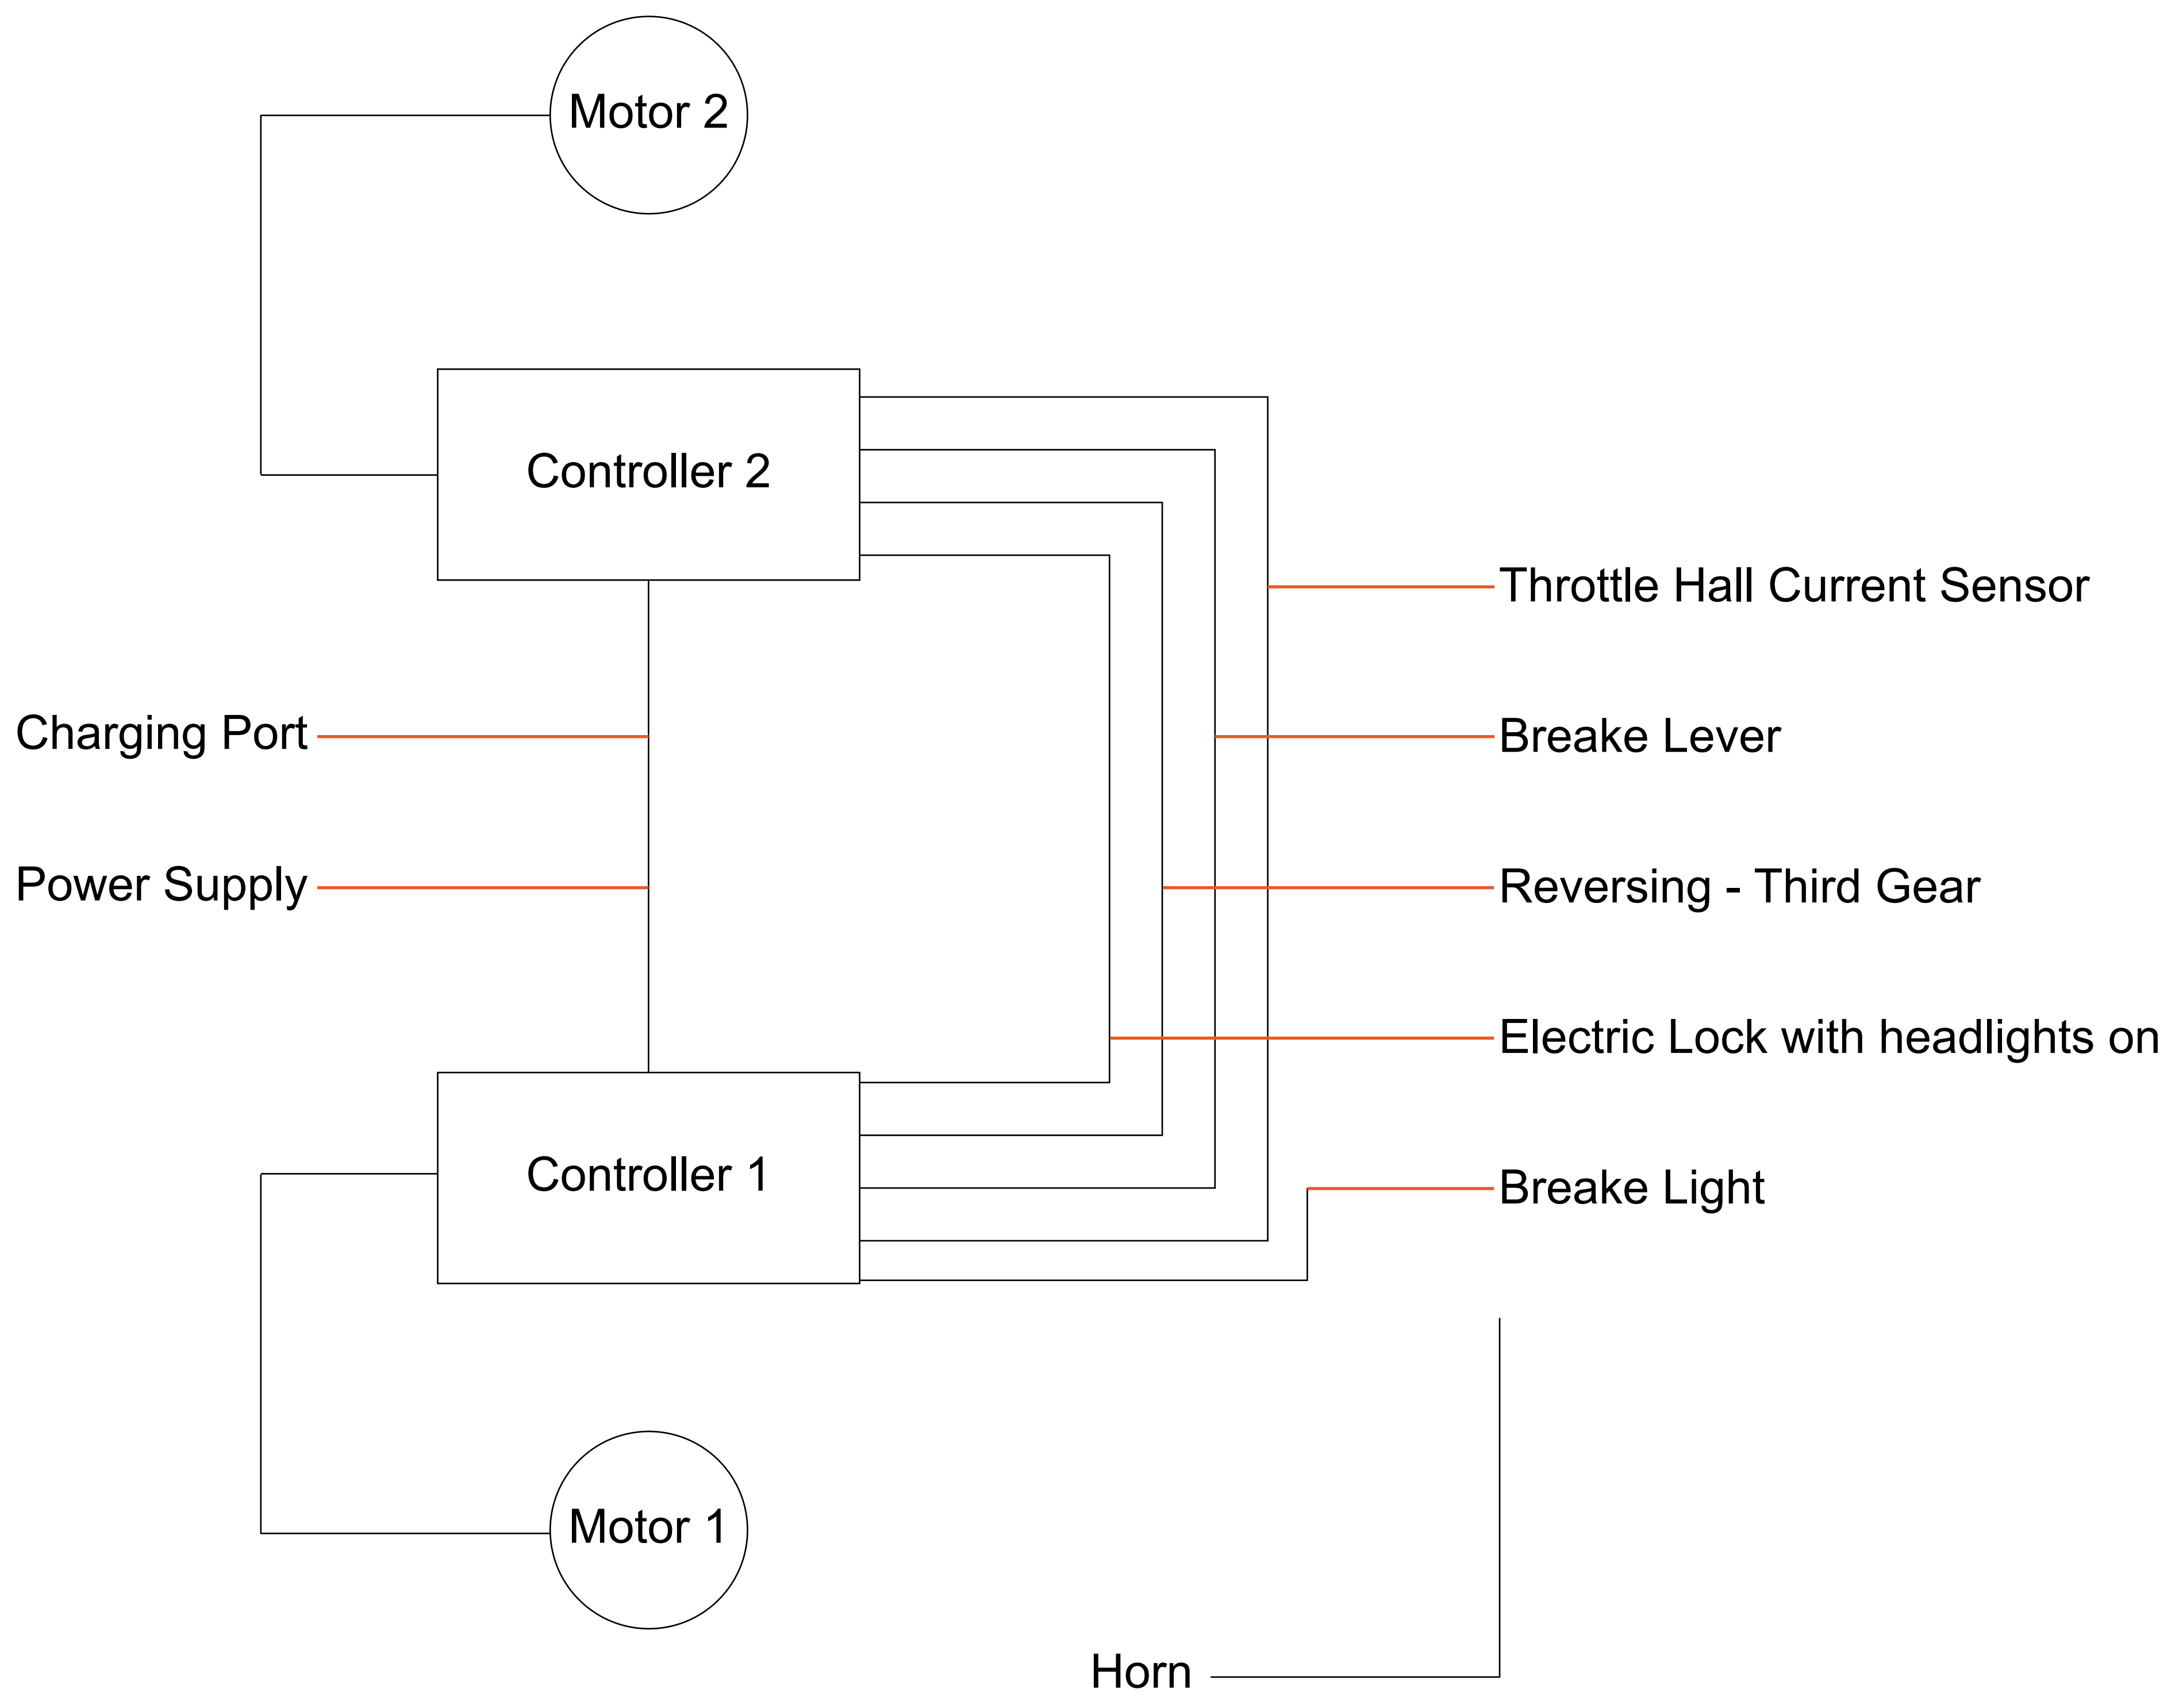 Motor 2
Controller 2
Throttle Hall Current Sensor
Charging Port
Breake Lever
Power Supply
Reversing - Third Gear
Electric Lock with headlights on
Controller 1
Breake Light
Motor 1
Horn